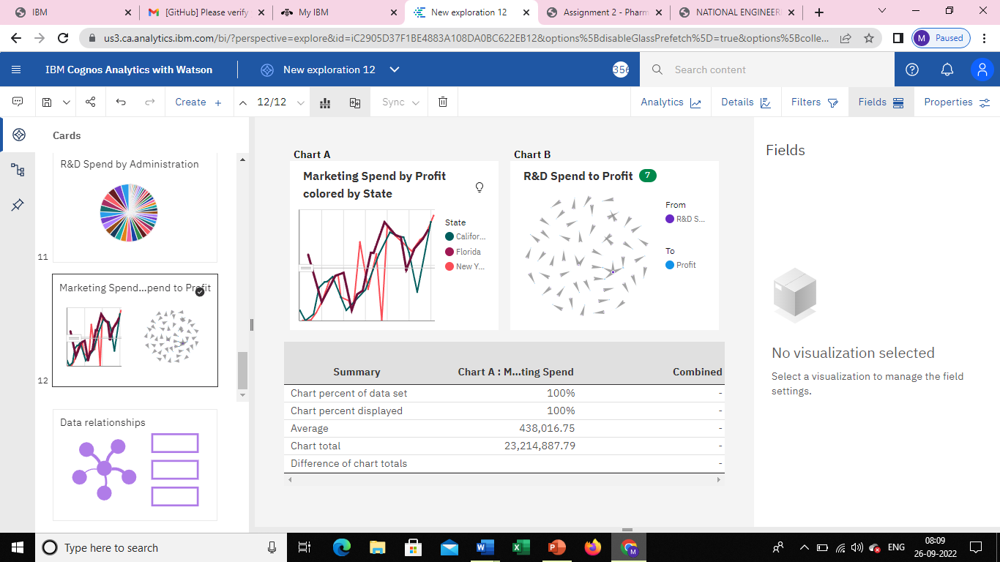 IBM
[GitHub] Please verify
My IBM
New exploration 12
Assignment 2 - Pharm
NATIONAL ENGINEER
us3.ca.analytics.ibm.com/bi/?perspective=explore&id=iC2905D37F1BE4883A108DA0BC622EB12&options%5BdisableGlassPrefetch%5D=true&options%5Bcolle...
M Paused
IBM Cognos Analytics with Watson
New exploration 12
356
Search content
Create +
12/12
Sync
Analytics
Details
Filters
Fields
Properties
Cards
R&D Spend by Administration
11
Marketing Spend...pend to Profit
12
Data relationships
Chart A
Marketing Spend by Profit
colored by State
State
Califor...
Florida
New Y...
Chart B
R&D Spend to Profit 7
From
R&D S...
To
Profit
Summary Chart A : M...ting Spend Combined
Chart percent of data set 100% -
Chart percent displayed 100% -
Average 438,016.75 -
Chart total 23,214,887.79 -
Difference of chart totals -
Fields
No visualization selected
Select a visualization to manage the field
settings.
Type here to search
M
ENG
08:09
26-09-2022